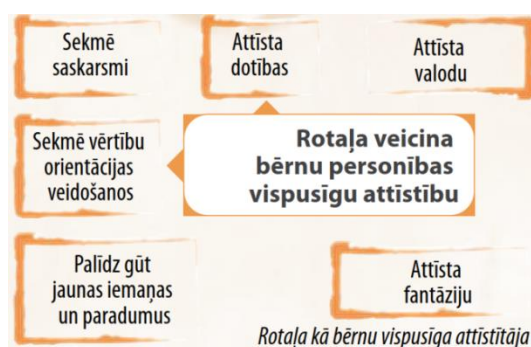 Sekmē
saskarsmi
Attīsta
dotības
Attīsta
valodu
Sekmē vērtību
orientācijas
veidošanos
Rotaļa veicina
bērnu personības
vispusīgu attīstību
Palīdz gūt
jaunas iemaņas
un paradumus
Attīsta
fantāziju
Rotaļa kā bērnu vispusīga attīstītāja